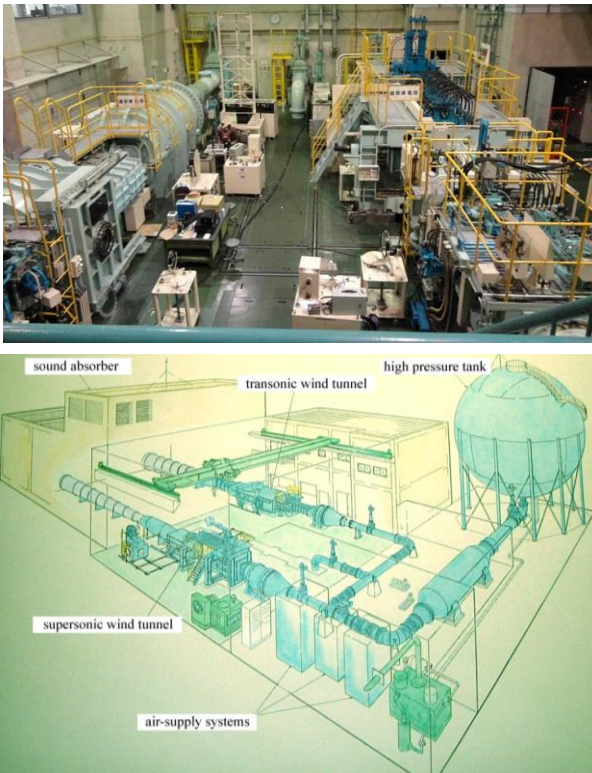 sound absorber
transonic wind tunnel
high pressure tank
supersonic wind tunnel
air-supply systems